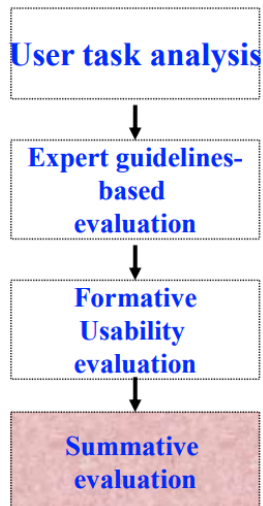 User task analysis
Expert guidelines-
based
evaluation
Formative
Usability
evaluation
Summative
evaluation